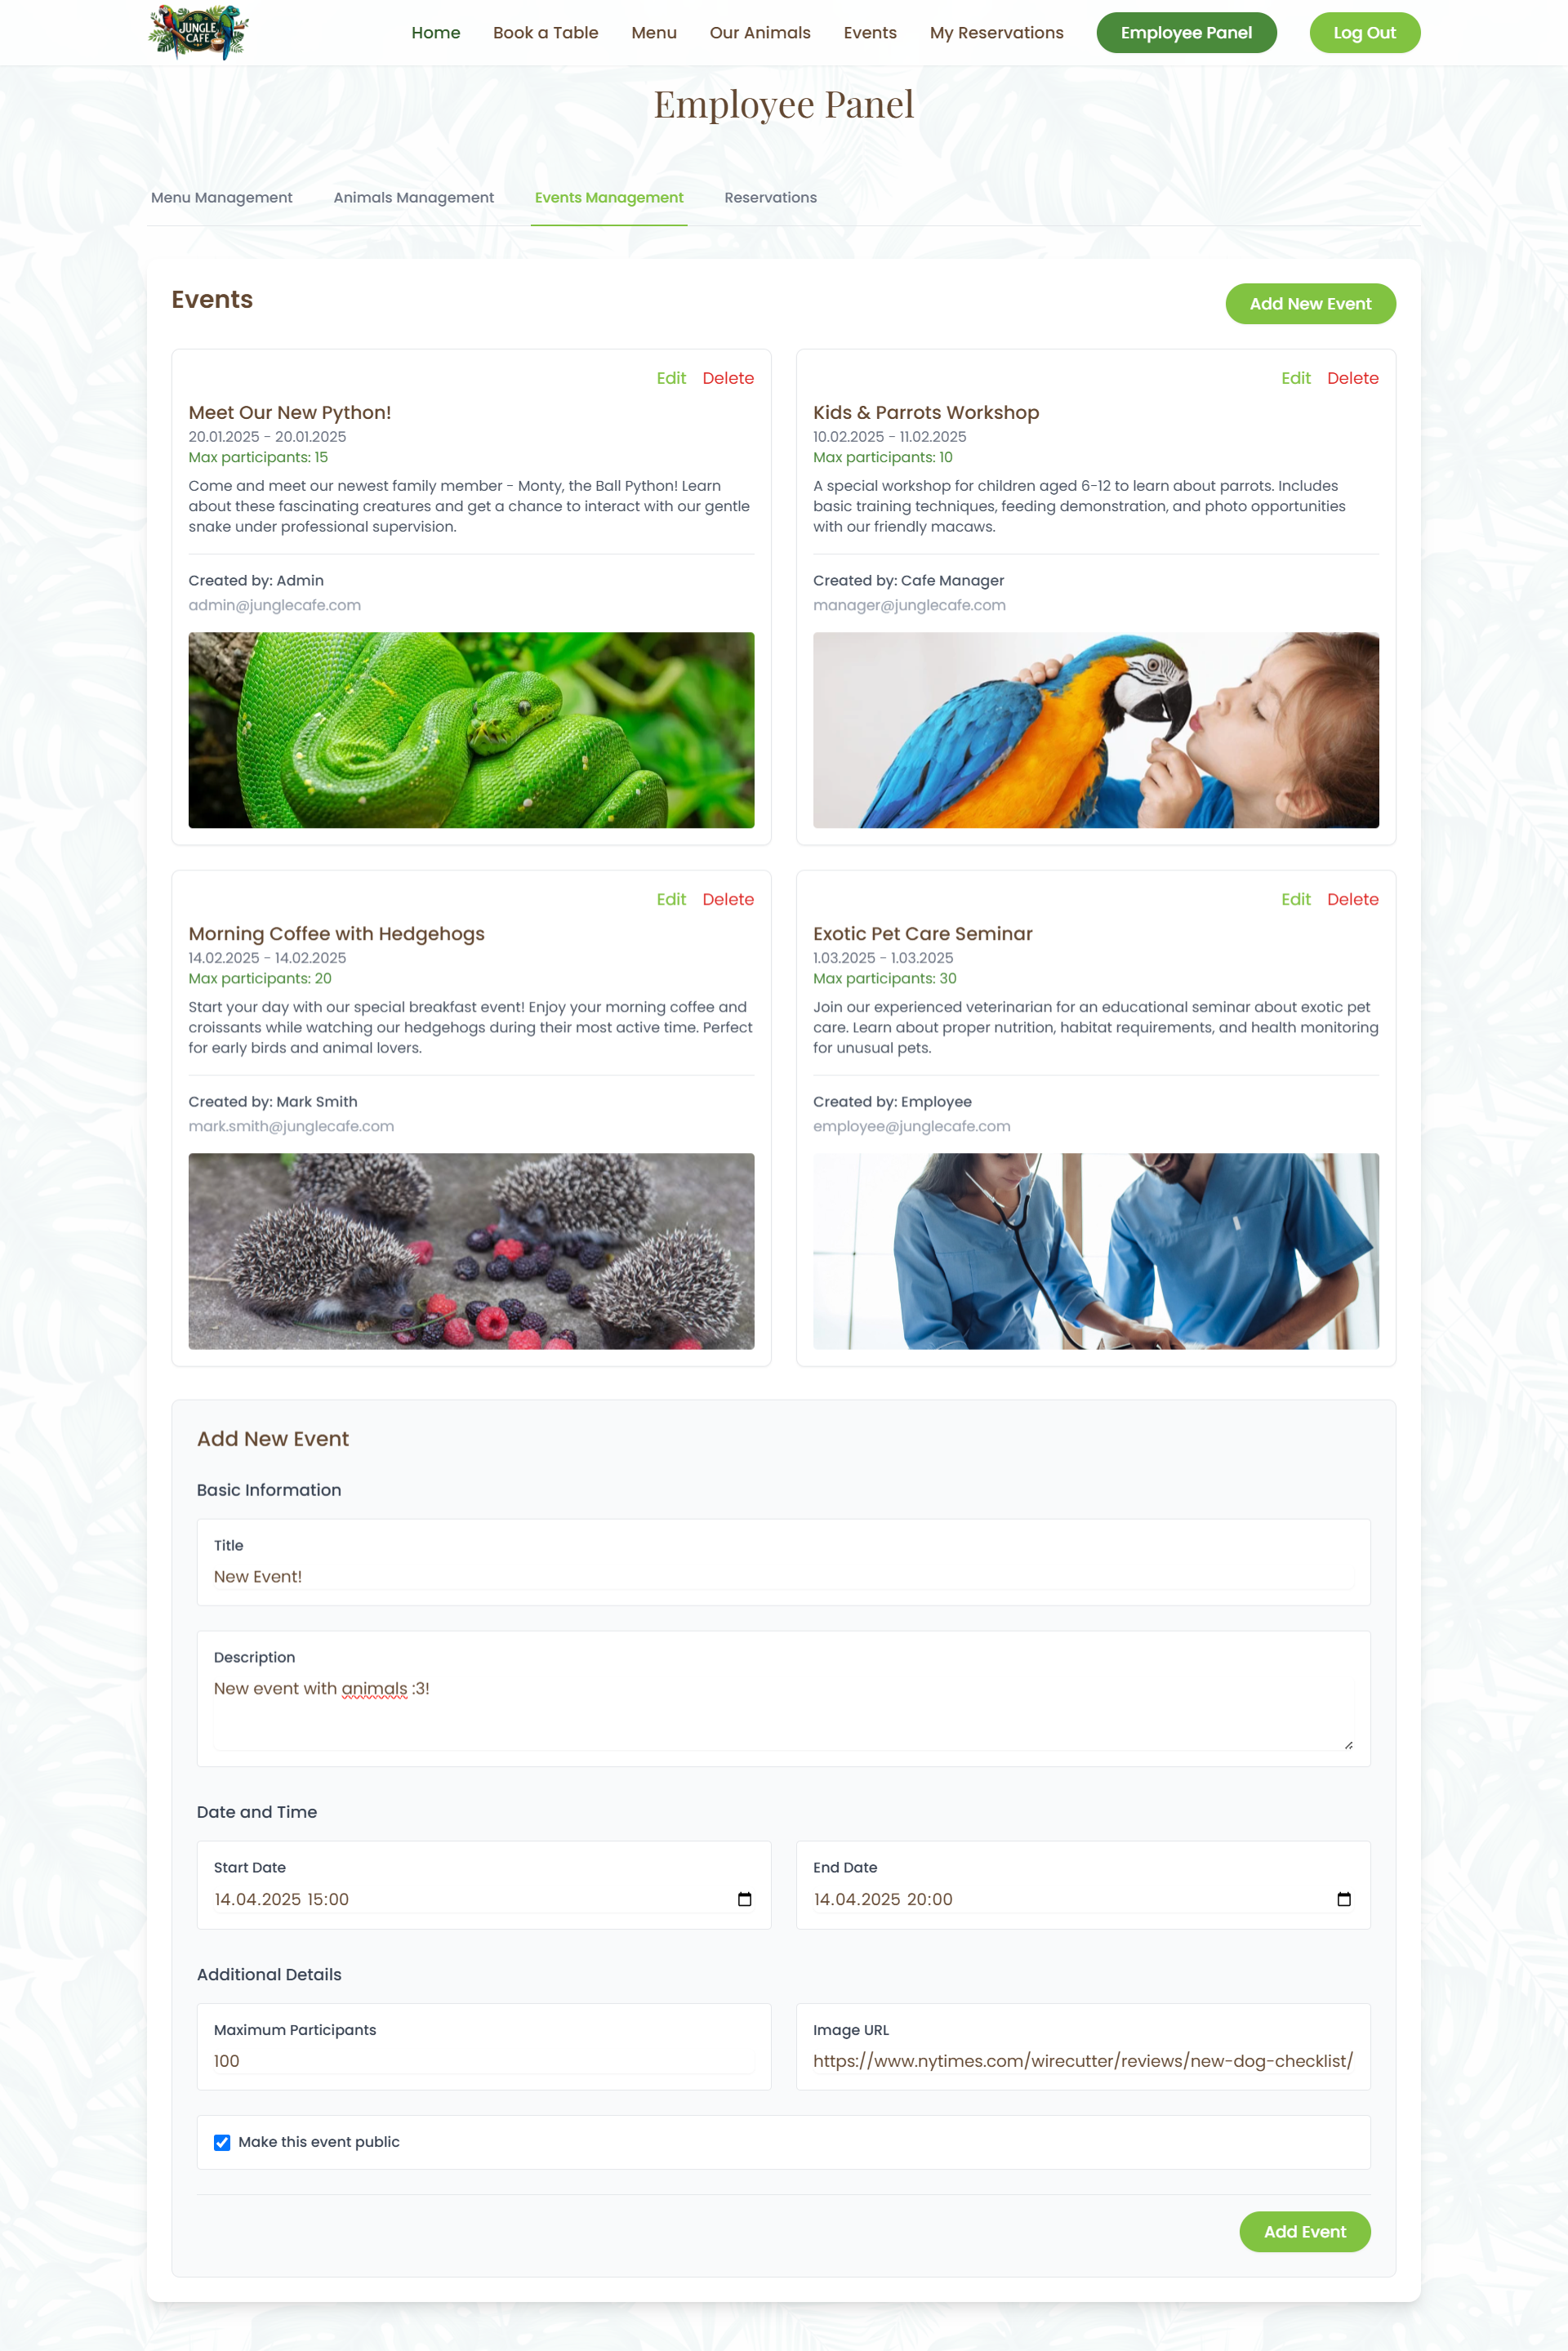 JUNGLE
CAFE
Home
Book a Table
Menu
Our Animals
Events
My Reservations
Employee Panel
Log Out
Employee Panel
Menu Management
Animals Management
Events Management
Reservations
Events
Add New Event
Edit
Delete
Meet Our New Python!
20.01.2025 - 20.01.2025
Max participants: 15
Come and meet our newest family member - Monty, the Ball Python! Learn
about these fascinating creatures and get a chance to interact with our gentle
snake under professional supervision.
Created by: Admin
admin@junglecafe.com
Edit
Delete
Kids & Parrots Workshop
10.02.2025 - 11.02.2025
Max participants: 10
A special workshop for children aged 6-12 to learn about parrots. Includes
basic training techniques, feeding demonstration, and photo opportunities
with our friendly macaws.
Created by: Cafe Manager
manager@junglecafe.com
Edit
Delete
Morning Coffee with Hedgehogs
14.02.2025 - 14.02.2025
Max participants: 20
Start your day with our special breakfast event! Enjoy your morning coffee and
croissants while watching our hedgehogs during their most active time. Perfect
for early birds and animal lovers.
Created by: Mark Smith
mark.smith@junglecafe.com
Edit
Delete
Exotic Pet Care Seminar
1.03.2025 - 1.03.2025
Max participants: 30
Join our experienced veterinarian for an educational seminar about exotic pet
care. Learn about proper nutrition, habitat requirements, and health monitoring
for unusual pets.
Created by: Employee
employee@junglecafe.com
Add New Event
Basic Information
Title
New Event!
Description
New event with animals :3!
Date and Time
Start Date
14.04.2025 15:00
End Date
14.04.2025 20:00
Additional Details
Maximum Participants
100
Image URL
https://www.nytimes.com/wirecutter/reviews/new-dog-checklist/
Make this event public
Add Event